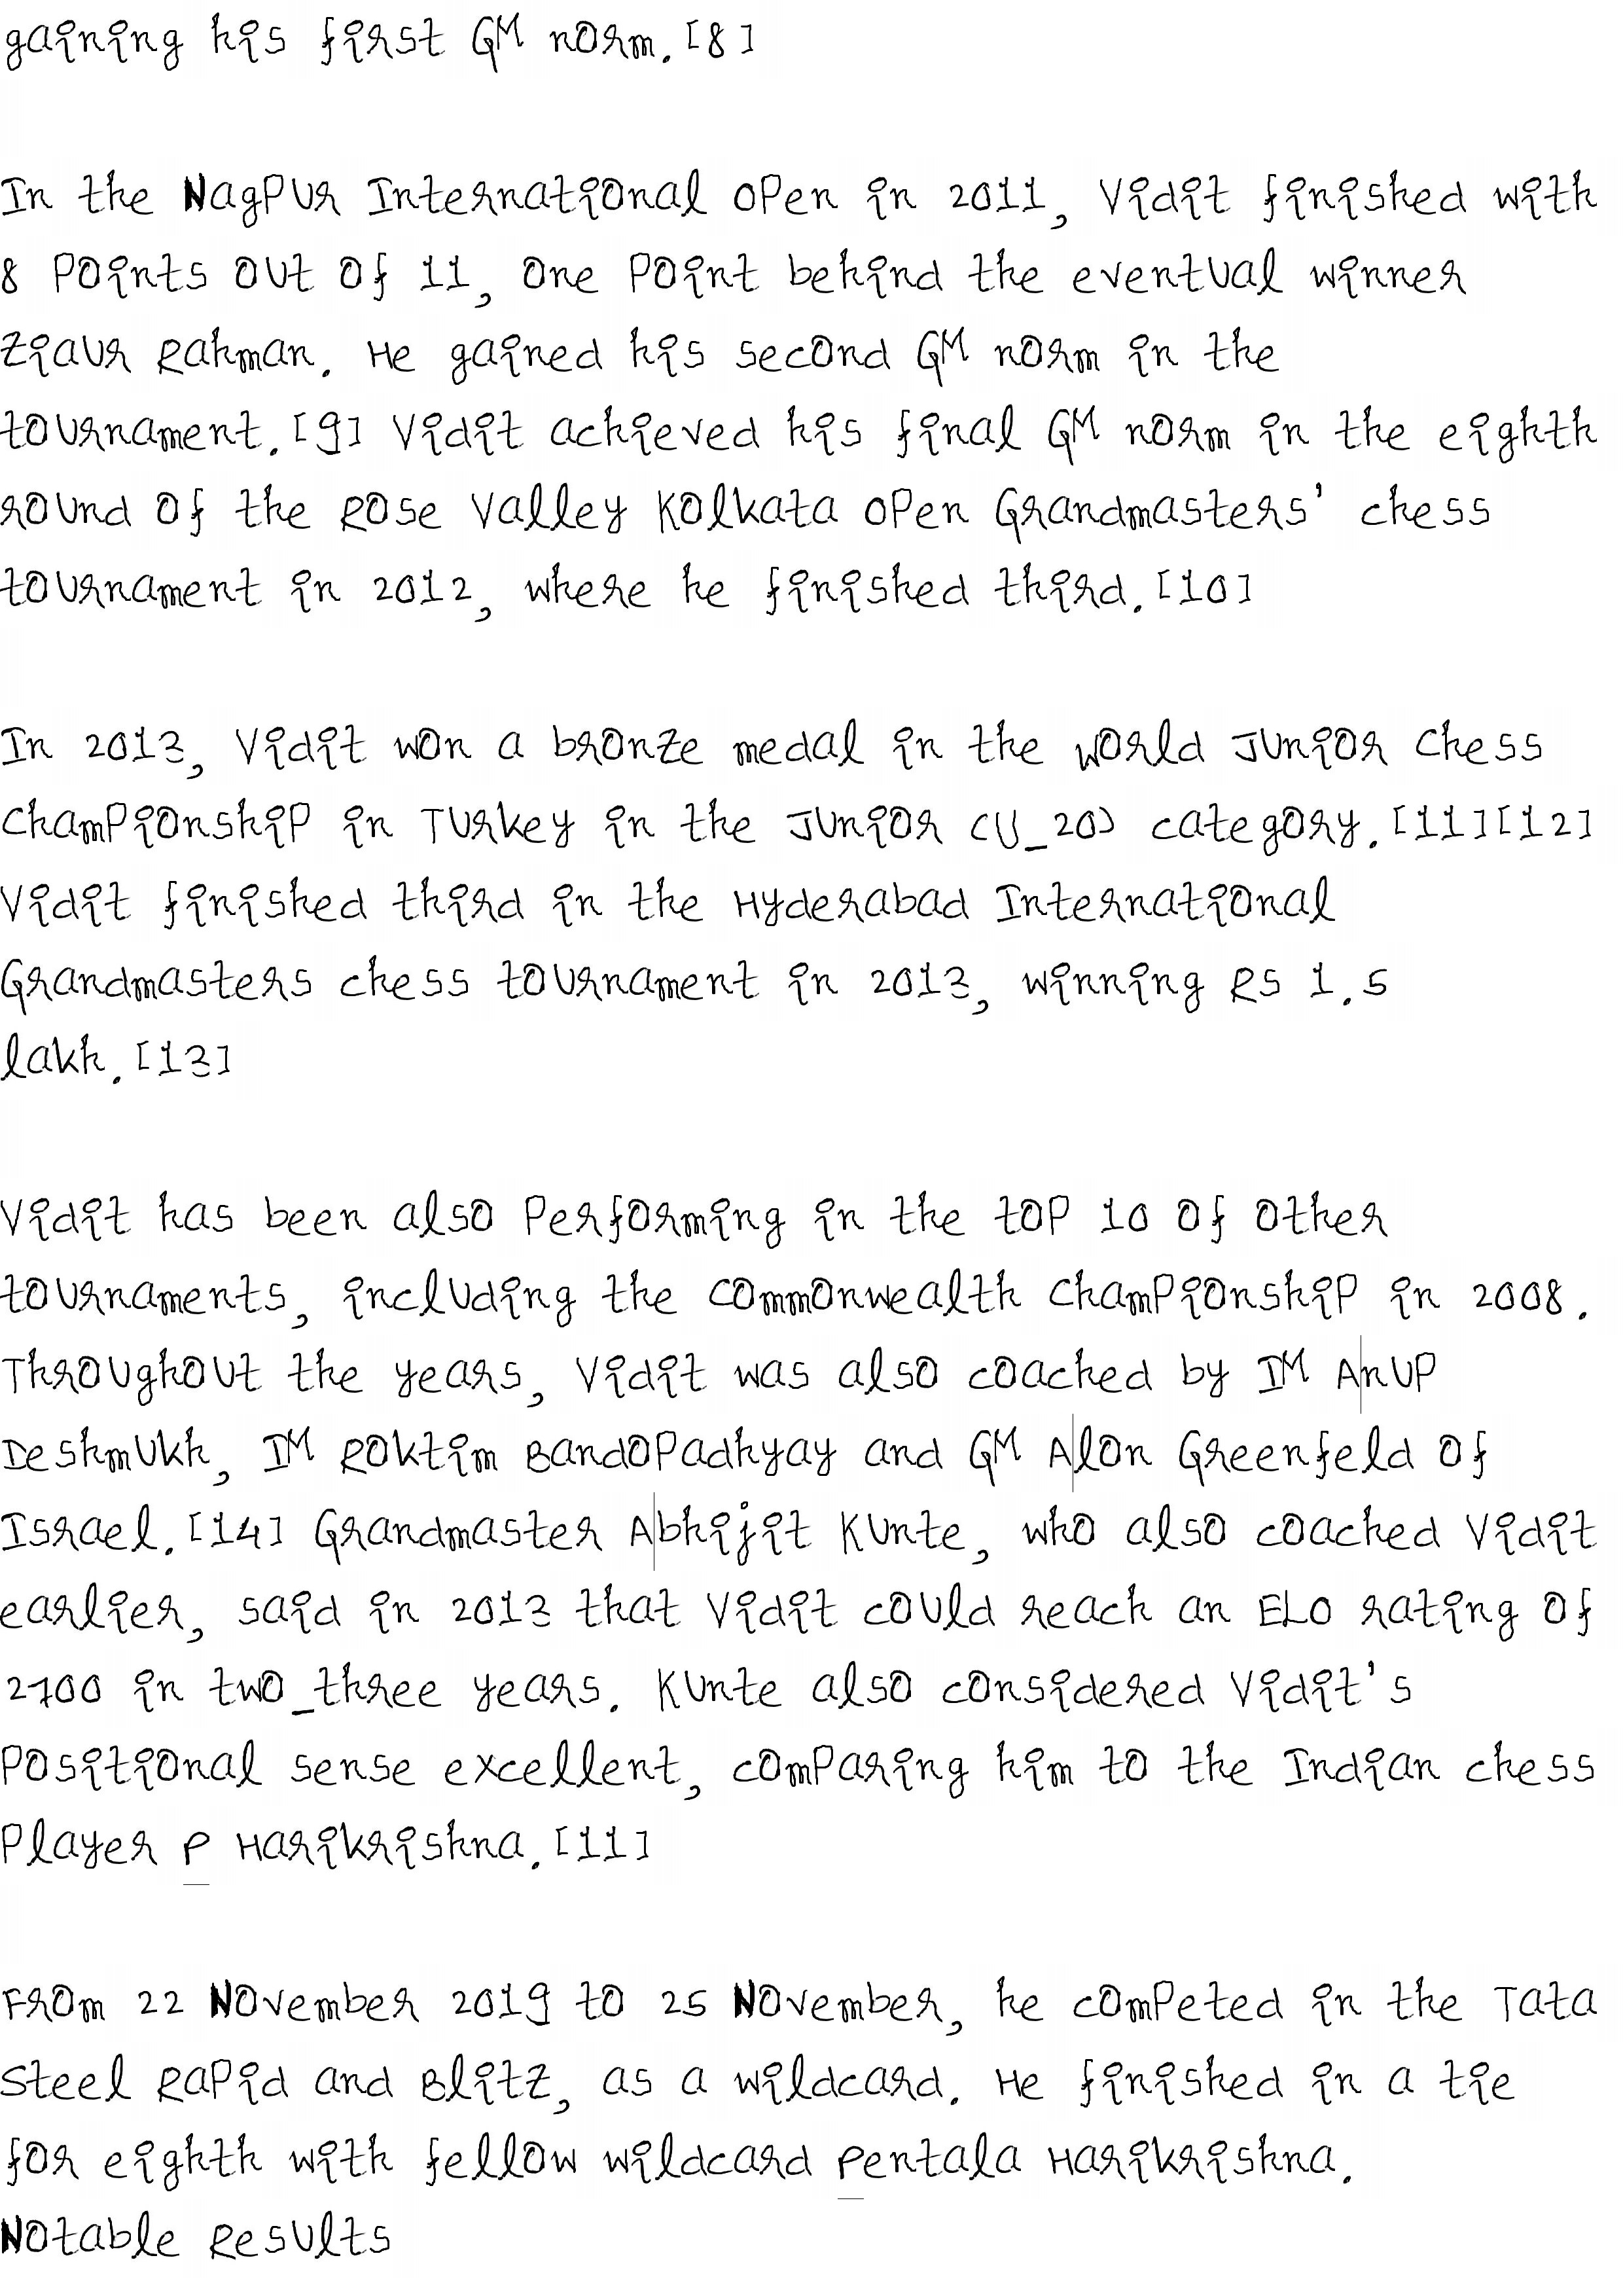 gaining his first GM norm.[8]
In the Nagpur International Open in 2011, Vidit finished with
8 points out of 11, one point behind the eventual winner
Ziaur Rahman. He gained his second GM norm in the
tournament.[9] Vidit achieved his final GM norm in the eighth
round of the Rose Valley Kolkata Open Grandmasters' chess
tournament in 2012, where he finished third.[10]
In 2013, Vidit won a bronze medal in the World Junior Chess
Championship in Turkey in the Junior (U_20) category.[11][12]
Vidit finished third in the Hyderabad International
Grandmasters chess tournament in 2013, winning Rs 1.5
lakh.[13]
Vidit has been also performing in the top 10 of other
tournaments, including the Commonwealth Championship in 2008.
Throughout the years, Vidit was also coached by IM Anup
Deshmukh, IM Roktim Bandopadhyay and GM Alon Greenfeld of
Israel.[14] Grandmaster Abhijit Kunte, who also coached Vidit
earlier, said in 2013 that Vidit could reach an ELO rating of
2700 in two_three years. Kunte also considered Vidit's
positional sense excellent, comparing him to the Indian chess
player P Harikrishna.[11]
From 22 November 2019 to 25 November, he competed in the Tata
Steel Rapid and Blitz, as a wildcard. He finished in a tie
for eighth with fellow wildcard Pentala Harikrishna.
Notable Results